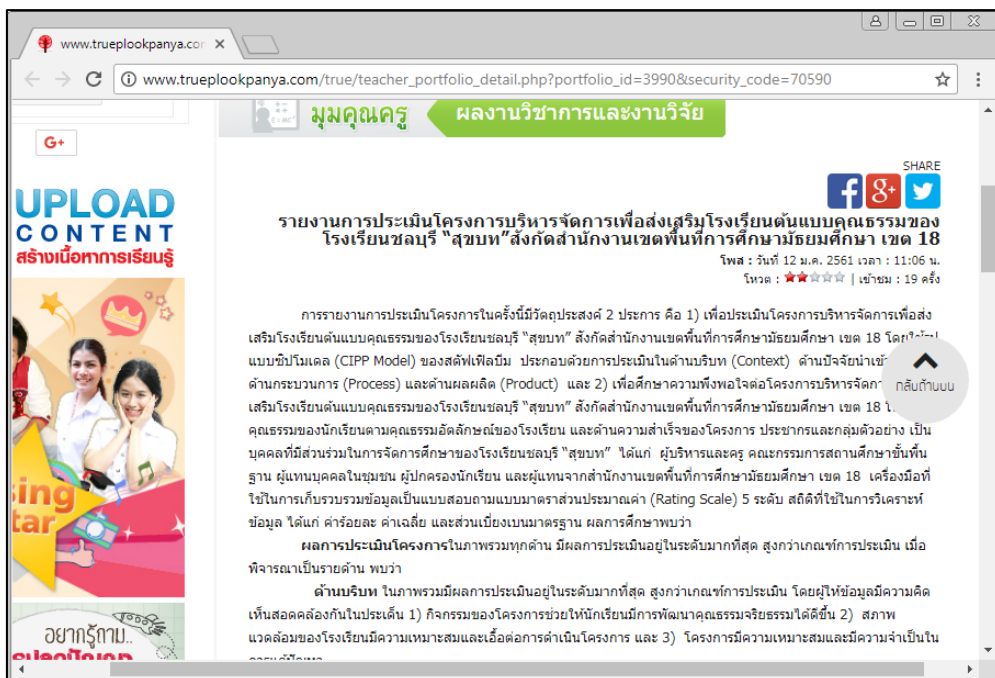 www.trueplookpanya.con
www.trueplookpanya.com/true/teacher_portfolio_detail.php?portfolio_id=3990&security_code=70590
มุมคุณครู
ผลงานวิชาการและงานวิจัย
G+
UPLOAD
CONTENT
สร้างเนื้อหาการเรียนรู้
ing
tar
อยากรู้ถาม..
SHARE
รายงานการประเมินโครงการบริหารจัดการเพื่อส่งเสริมโรงเรียนต้นแบบคุณธรรมของ
โรงเรียนชลบุรี “สุขบท”สังกัดสำนักงานเขตพื้นที่การศึกษามัธยมศึกษา เขต 18
โพส : วันที่ 12 ม.ค. 2561 เวลา : 11:06 น.
โหวต : | เข้าชม : 19 ครั้ง
การรายงานการประเมินโครงการในครั้งนี้มีวัตถุประสงค์ 2 ประการ คือ 1) เพื่อประเมินโครงการบริหารจัดการเพื่อส่ง
เสริมโรงเรียนต้นแบบคุณธรรมของโรงเรียนชลบุรี “สุขบท” สังกัดสำนักงานเขตพื้นที่การศึกษามัธยมศึกษา เขต 18
แบบซิปโมเดล (CIPP Model) ของสตัฟเฟิลบีม ประกอบด้วยการประเมินในด้านบริบท (Context)
ด้านกระบวนการ (Process) และด้านผลผลิต (Product) และ 2) เพื่อศึกษาความพึงพอใจต่อโครงการบริหารจัดกา
เสริมโรงเรียนต้นแบบคุณธรรมของโรงเรียนชลบุรี “สุขบท” สังกัดสำนักงานเขตพื้นที่การศึกษามัธยมศึกษา เขต 18
คุณธรรมของนักเรียนตามคุณธรรมอัตลักษณ์ของโรงเรียน และด้านความสำเร็จของโครงการ ประชากรและกลุ่มตัวอย่าง เป็น
บุคคลที่มีส่วนร่วมในการจัดการศึกษาของโรงเรียนชลบุรี “สุขบท” ได้แก่ ผู้บริหารและครู คณะกรรมการสถานศึกษาขั้นพื้น
ฐาน ผู้แทนบุคคลในชุมชน ผู้ปกครองนักเรียน และผู้แทนจากสำนักงานเขตพื้นที่การศึกษามัธยมศึกษา เขต 18 เครื่องมือที่
ใช้ในการเก็บรวบรวมข้อมูลเป็นแบบสอบถามแบบมาตราส่วนประมาณค่า (Rating Scale) 5 ระดับ สถิติที่ใช้ในการวิเคราะห์
ข้อมูล ได้แก่ ค่าร้อยละ ค่าเฉลี่ย และส่วนเบี่ยงเบนมาตรฐาน ผลการศึกษาพบว่า
ผลการประเมินโครงการในภาพรวมทุกด้าน มีผลการประเมินอยู่ในระดับมากที่สุด สูงกว่าเกณฑ์การประเมิน เมื่อ
พิจารณาเป็นรายด้าน พบว่า
ด้านบริบท ในภาพรวมมีผลการประเมินอยู่ในระดับมากที่สุด สูงกว่าเกณฑ์การประเมิน โดยผู้ให้ข้อมูลมีความคิด
เห็นสอดคล้องกันในประเด็น 1) กิจกรรมของโครงการช่วยให้นักเรียนมีการพัฒนาคุณธรรมจริยธรรมได้ดีขึ้น 2) สภาพ
แวดล้อมของโรงเรียนมีความเหมาะสมและเอื้อต่อการดำเนินโครงการ และ 3) โครงการมีความเหมาะสมและมีความจำเป็นใน
กลับด้านบน